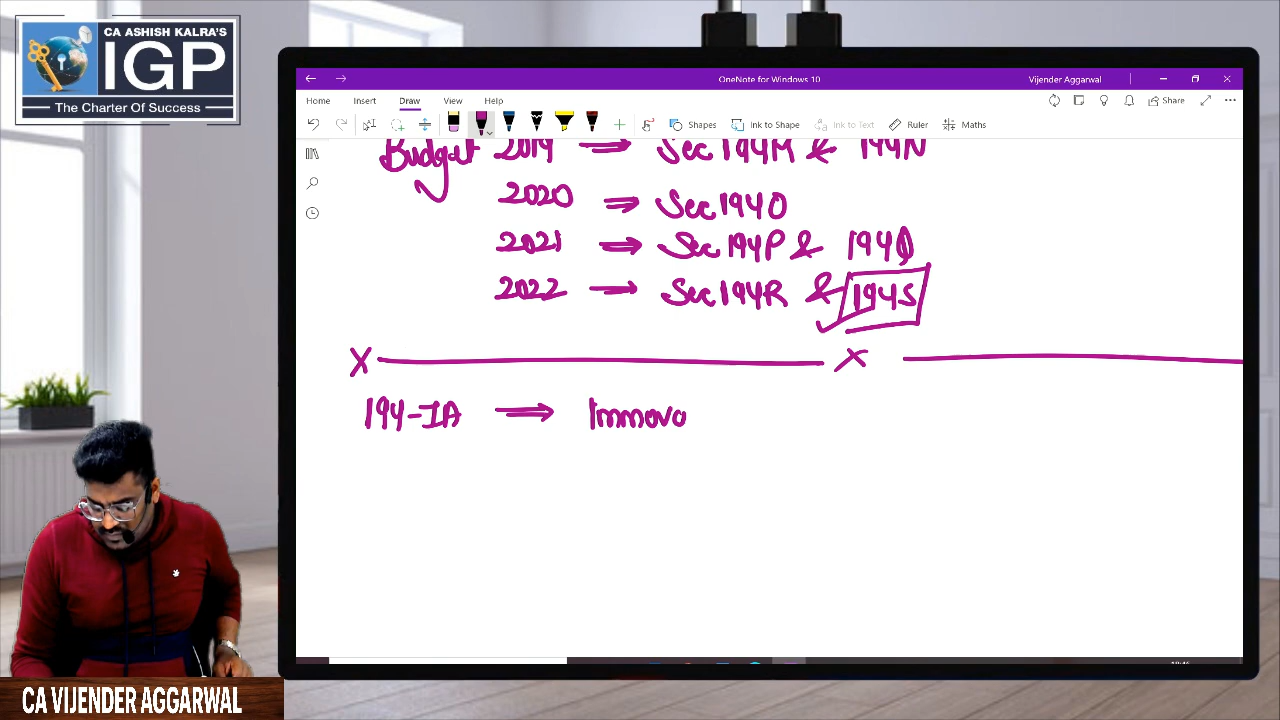 CA ASHISH KALRA'S
IGP
The Charter Of Success
OneNote for Windows 10
Vijender Aggarwal
Home Insert Draw View Help
Share
Shapes Ink to Shape Ink to Text Ruler Maths
Budget 2019 ⟹ Sec 194M & 194N
2020 ⟹ Sec 194O
2021 ⟹ Sec 194P & 194Q
2022 ⟹ Sec 194R & 194S
X X
194-IA ⟹ Immova
CA VIJENDER AGGARWAL